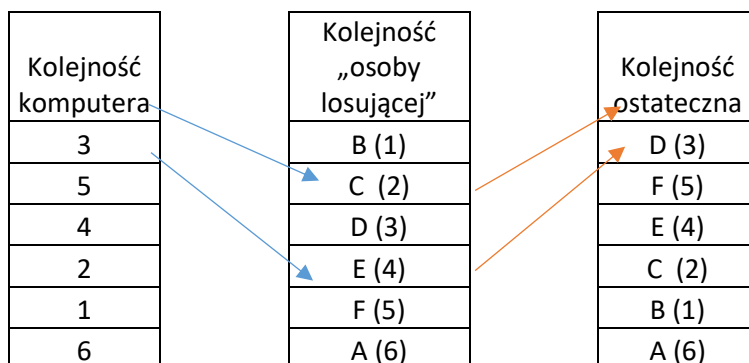 Kolejność
komputera
3
5
4
2
1
6
Kolejność
„osoby
losującej”
B (1)
C (2)
D (3)
E (4)
F (5)
A (6)
Kolejność
ostateczna
D (3)
F (5)
E (4)
C (2)
B (1)
A (6)